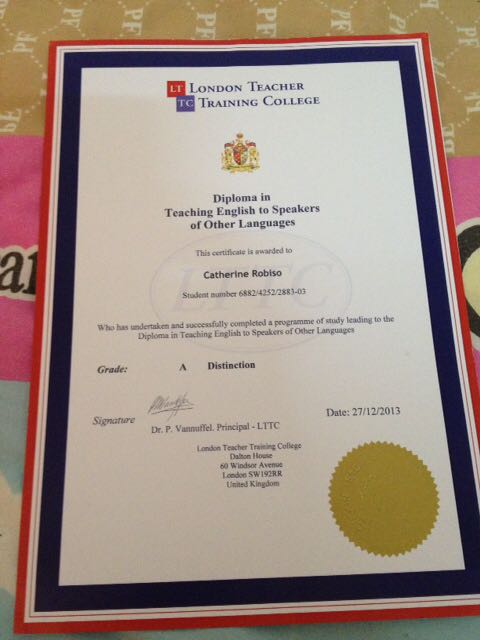 LT LONDON TEACHER
TC TRAINING COLLEGE
Diploma in
Teaching English to Speakers
of Other Languages
This certificate is awarded to
Catherine Robiso
Student number 6882/4252/2883-03
Who has undertaken and successfully completed a programme of study leading to the
Diploma in Teaching English to Speakers of Other Languages
Grade: A Distinction
Signature
Dr. P. Vannuffel. Principal - LTTC
Date: 27/12/2013
London Teacher Training College
Dalton House
60 Windsor Avenue
London SW192RR
United Kingdom